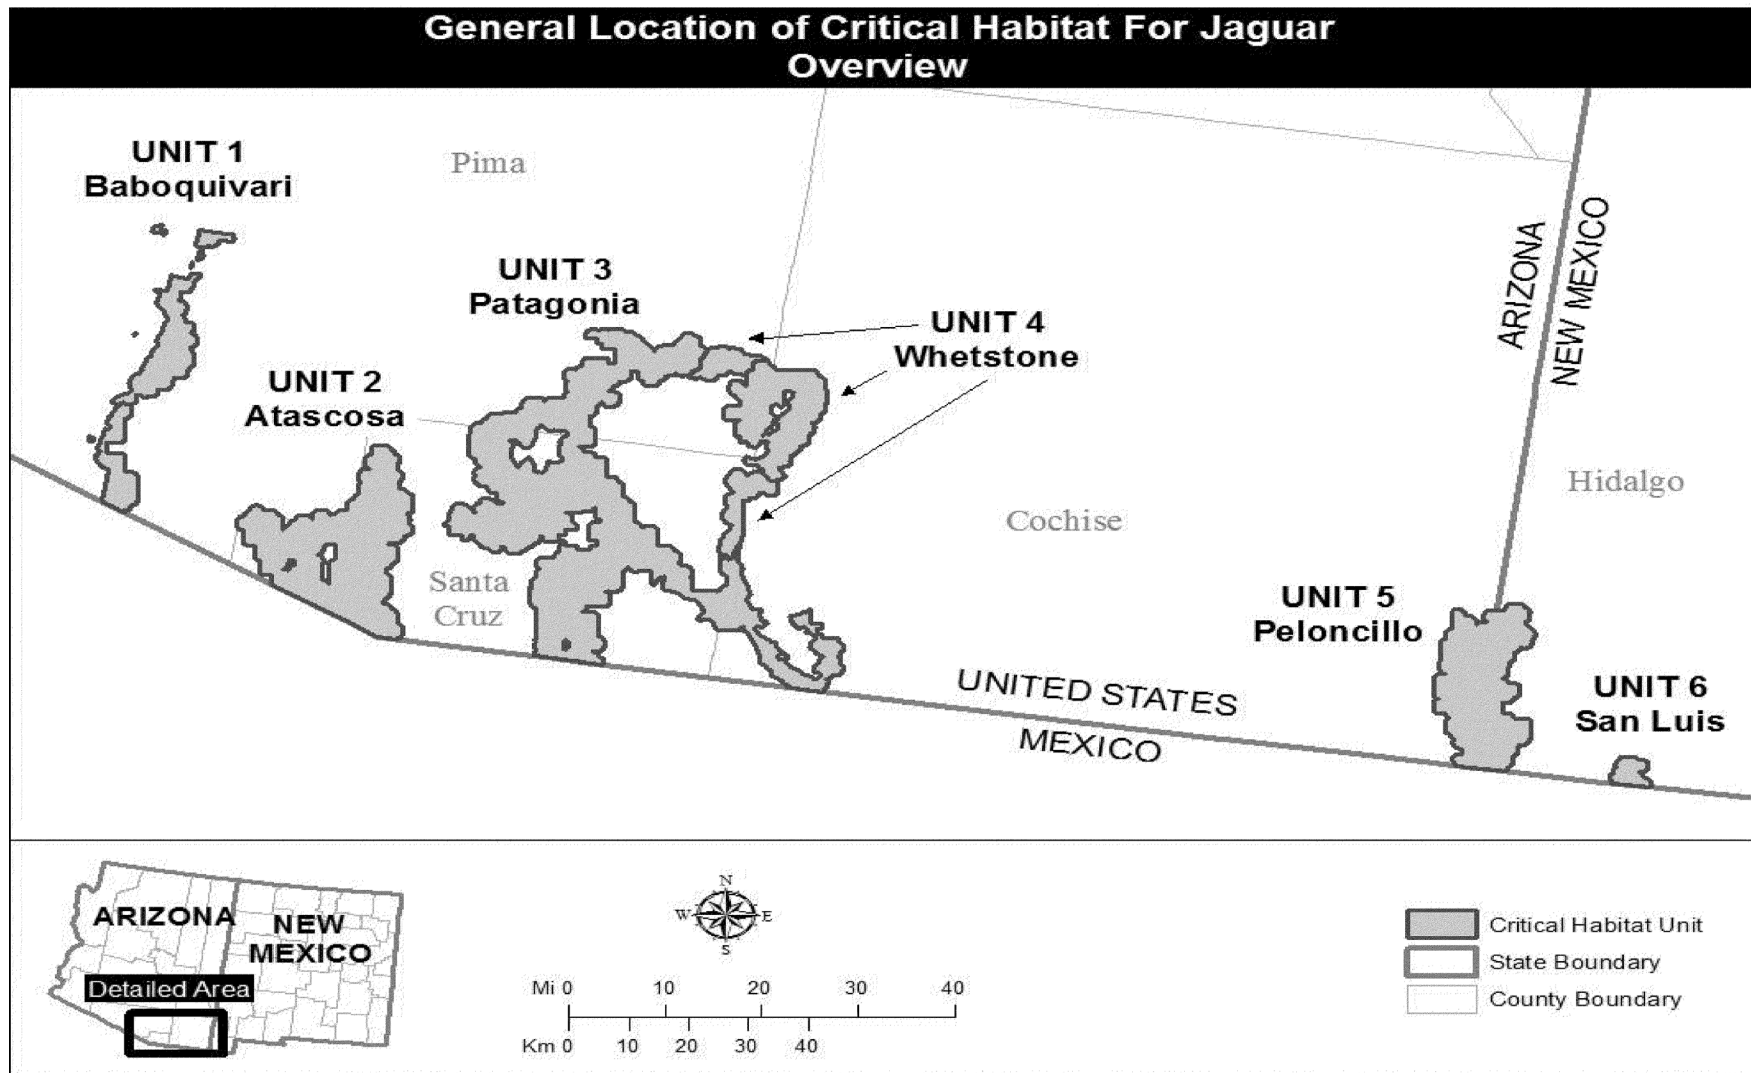 General Location of Critical Habitat For Jaguar
Overview
UNIT 1
Baboquivari
Pima
UNIT 3
Patagonia
UNIT 4
Whetstone
UNIT 2
Atascosa
ARIZONA
NEW MEXICO
Hidalgo
Cochise
Santa
Cruz
UNIT 5
Peloncillo
UNIT 6
San Luis
UNITED STATES
MEXICO
ARIZONA
NEW
MEXICO
Detailed Area
N
W
E
S
Mi 0 10 20 30 40
Km 0 10 20 30 40
Critical Habitat Unit
State Boundary
County Boundary